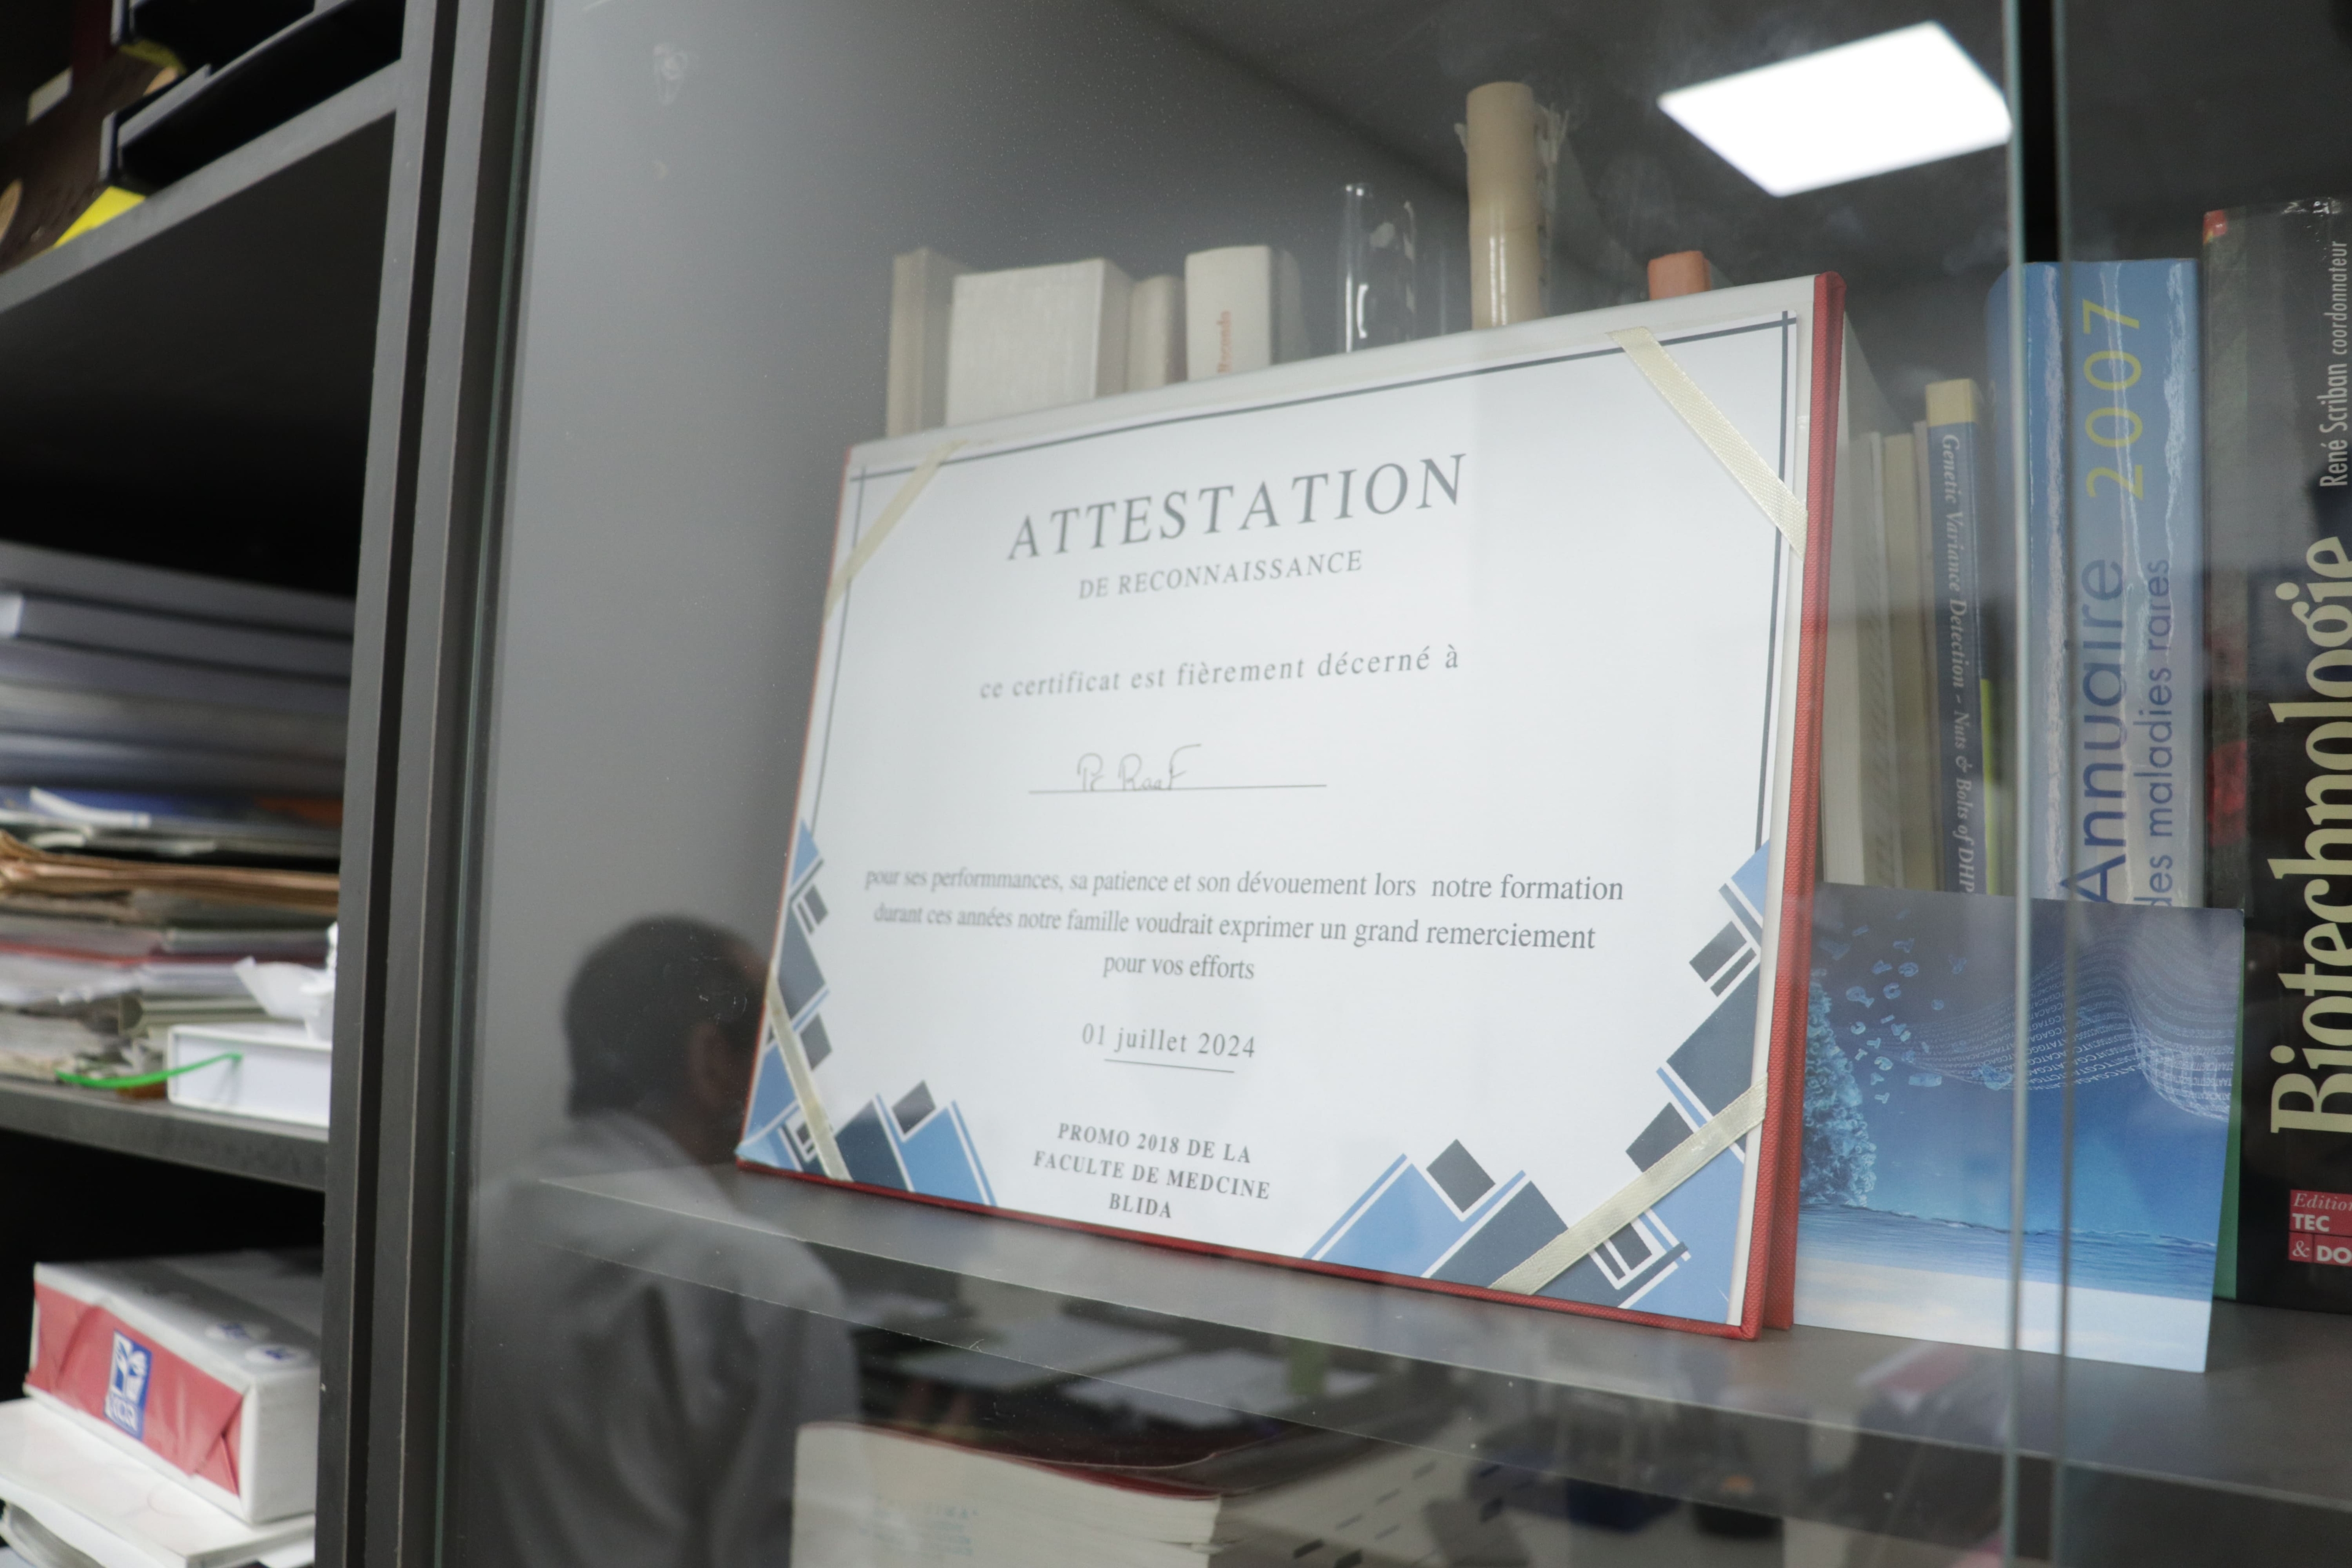 ATTESTATION
DE RECONNAISSANCE
ce certificat est fièrement décerné à
Pr Raaf
pour ses performmances, sa patience et son dévouement lors notre formation
durant ces années notre famille voudrait exprimer un grand remerciement
pour vos efforts
01 juillet 2024
PROMO 2018 DE LA
FACULTE DE MEDCINE
BLIDA
Genetic Variance Detection - Nuts & Bolts of DHP
Annuaire 2007
des maladies rares
René Scriban coordonnateur
Biotechnologie
TEC
& DO